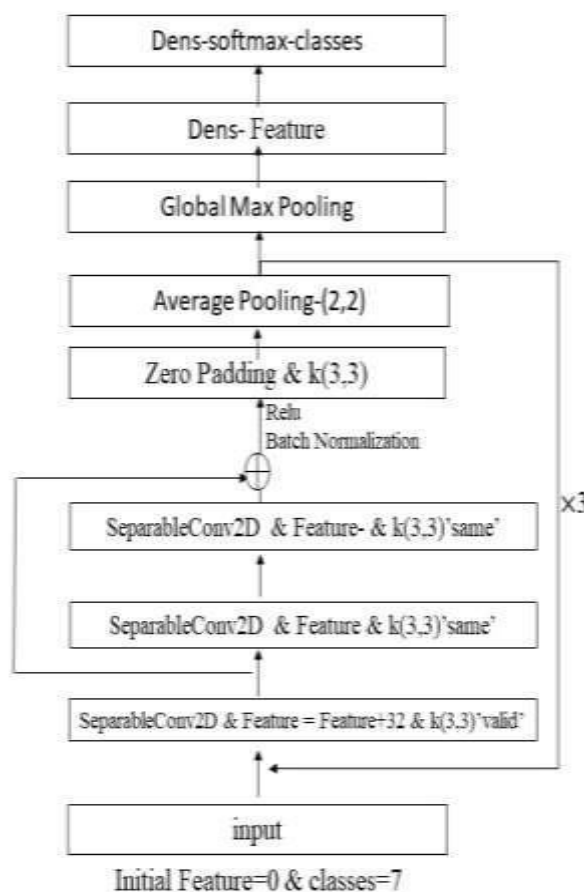 Dens-softmax-classes
Dens- Feature
Global Max Pooling
Average Pooling-(2,2)
Zero Padding & k(3,3)
Relu
Batch Normalization
SeparableConv2D & Feature- & k(3,3)'same'
x3
SeparableConv2D & Feature & k(3,3)'same'
SeparableConv2D & Feature = Feature+32 & k(3,3)'valid'
input
Initial Feature=0 & classes=7